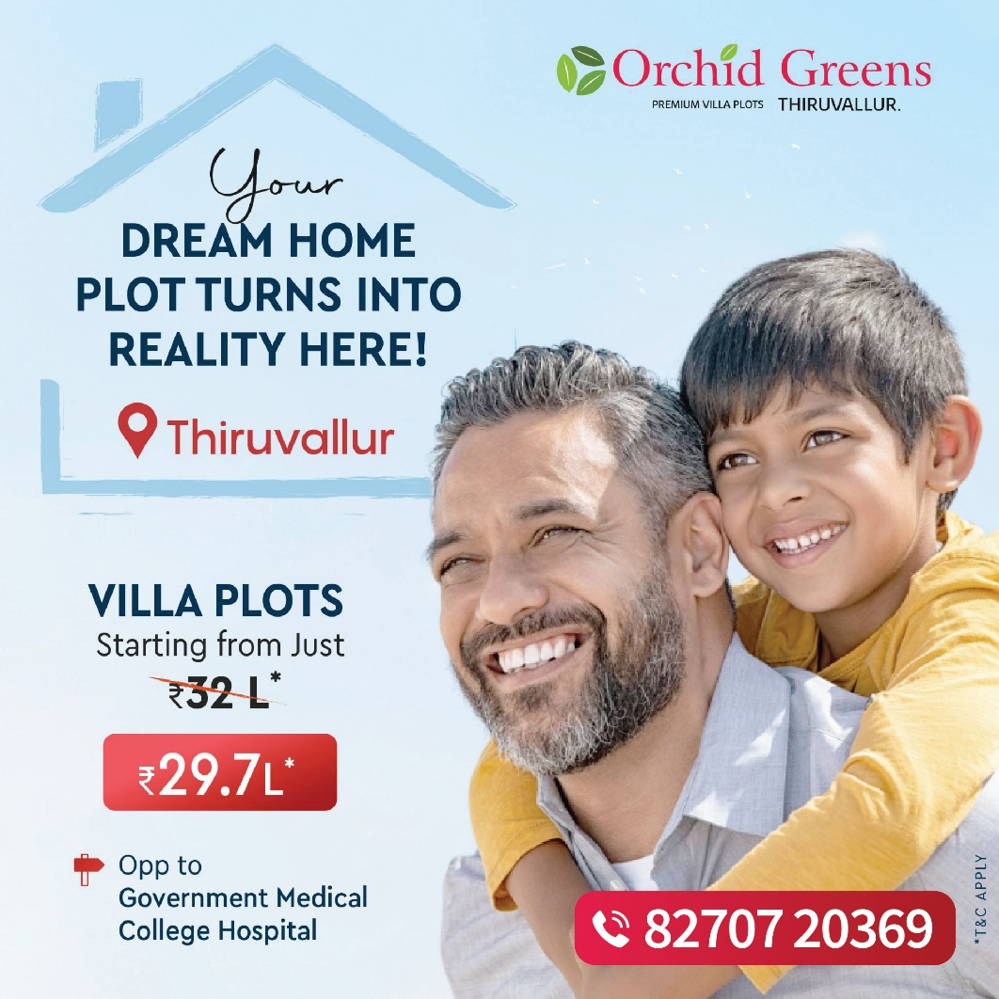 Orchid Greens
PREMIUM VILLA PLOTS THIRUVALLUR.
Your
DREAM HOME
PLOT TURNS INTO
REALITY HERE!
Thiruvallur
VILLA PLOTS
Starting from Just
₹32 L*
₹29.7L*
Opp to
Government Medical
College Hospital
82707 20369
*T&C APPLY